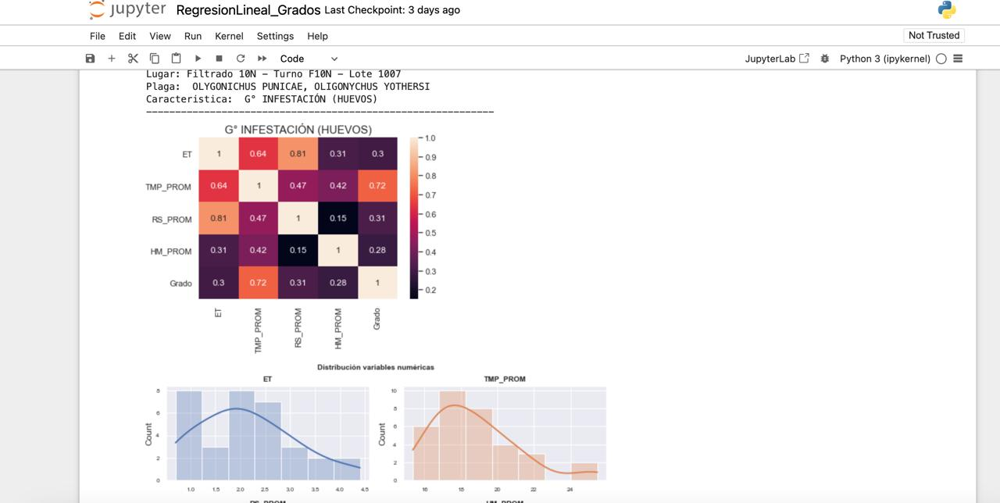 jupyter RegresionLineal_Grados Last Checkpoint: 3 days ago
File Edit View Run Kernel Settings Help Not Trusted
Code JupyterLab Python 3 (ipykernel)
Lugar: Filtrado 10N - Turno F10N - Lote 1007
Plaga: OLYGONICHUS PUNICAE, OLIGONYCHUS YOTHERSI
Caracteristica: G° INFESTACIÓN (HUEVOS)
------------------------------------------------------------
G° INFESTACIÓN (HUEVOS)
ET 1 0.64 0.81 0.31 0.3
TMP_PROM 0.64 1 0.47 0.42 0.72
RS_PROM 0.81 0.47 1 0.15 0.31
HM_PROM 0.31 0.42 0.15 1 0.28
Grado 0.3 0.72 0.31 0.28 1
ET TMP_PROM RS_PROM HM_PROM Grado
1.0
0.9
0.8
0.7
0.6
0.5
0.4
0.3
0.2
Distribución variables numéricas
ET
Count
8
6
4
2
0
1.0 1.5 2.0 2.5 3.0 3.5 4.0 4.5
TMP_PROM
Count
10
8
6
4
2
0
16 18 20 22 24
RS_PROM HM_PROM